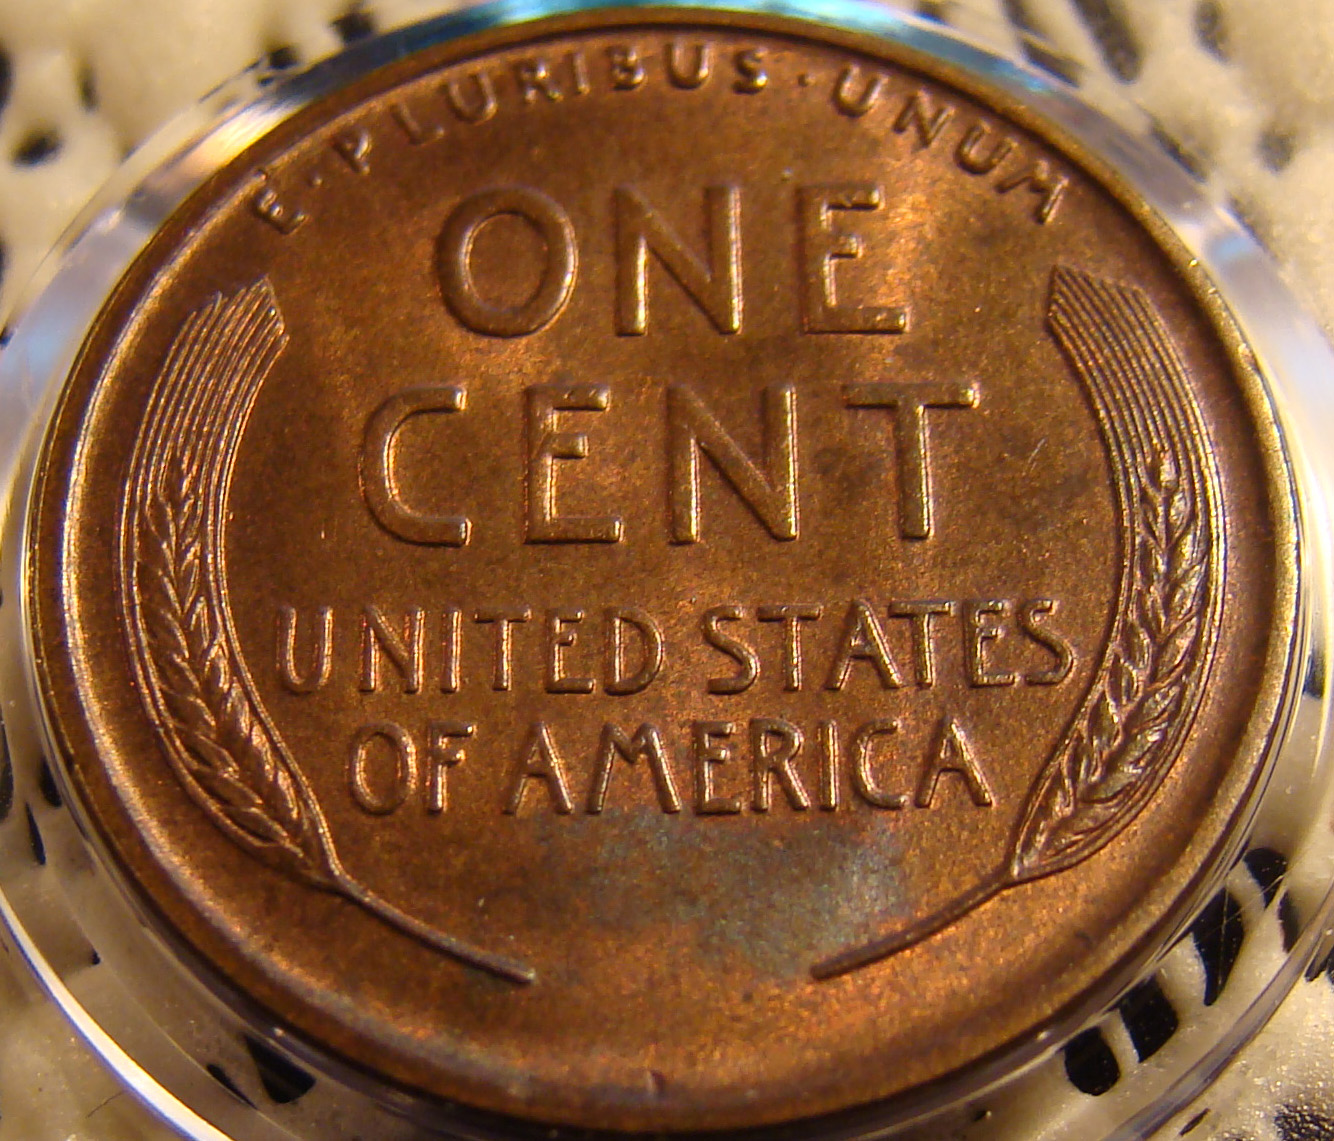 E·PLURIBUS·UNUM
ONE
CENT
UNITED STATES
OF AMERICA